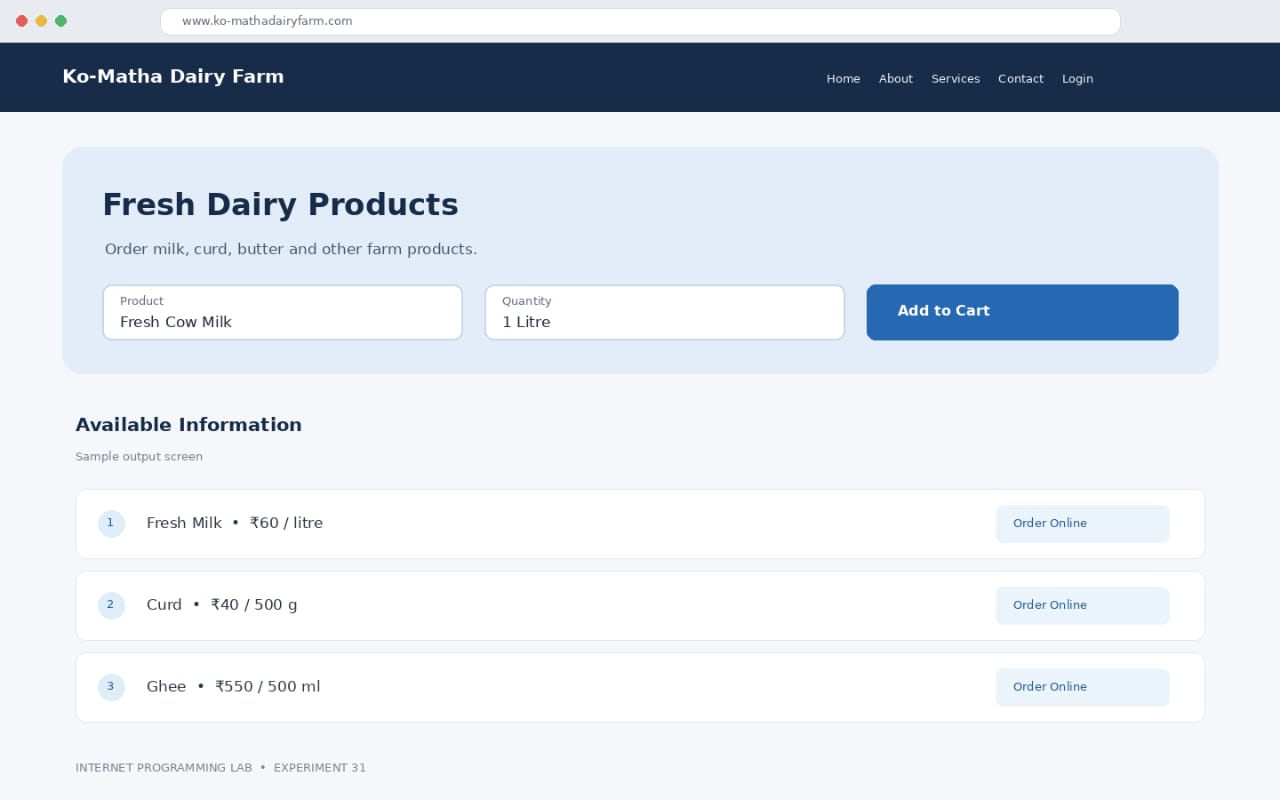 www.ko-mathadairyfarm.com
Ko-Matha Dairy Farm
Home About Services Contact Login
Fresh Dairy Products
Order milk, curd, butter and other farm products.
Product
Fresh Cow Milk
Quantity
1 Litre
Add to Cart
Available Information
Sample output screen
1 Fresh Milk • ₹60 / litre Order Online
2 Curd • ₹40 / 500 g Order Online
3 Ghee • ₹550 / 500 ml Order Online
INTERNET PROGRAMMING LAB • EXPERIMENT 31